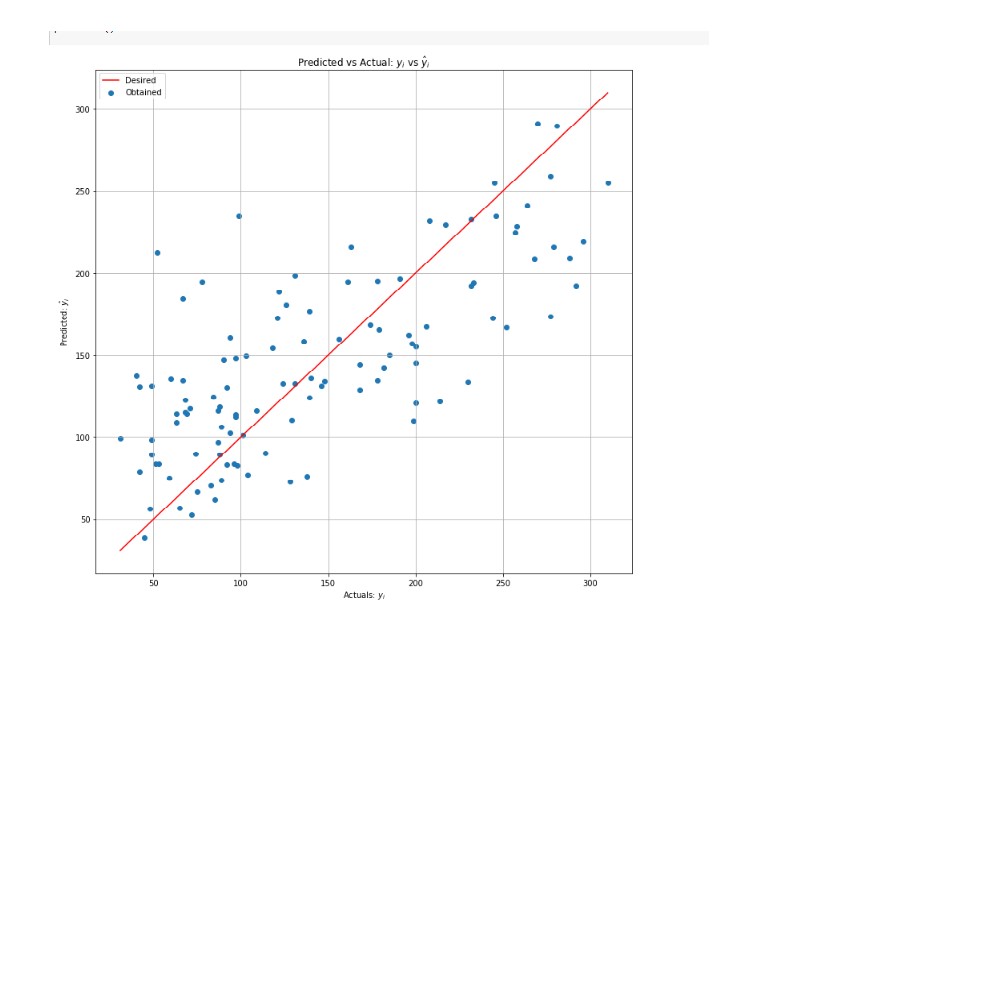 Predicted vs Actual: yᵢ vs ŷᵢ
Desired
Obtained
300
250
200
150
100
50
Predicted: ŷᵢ
50 100 150 200 250 300
Actuals: yᵢ